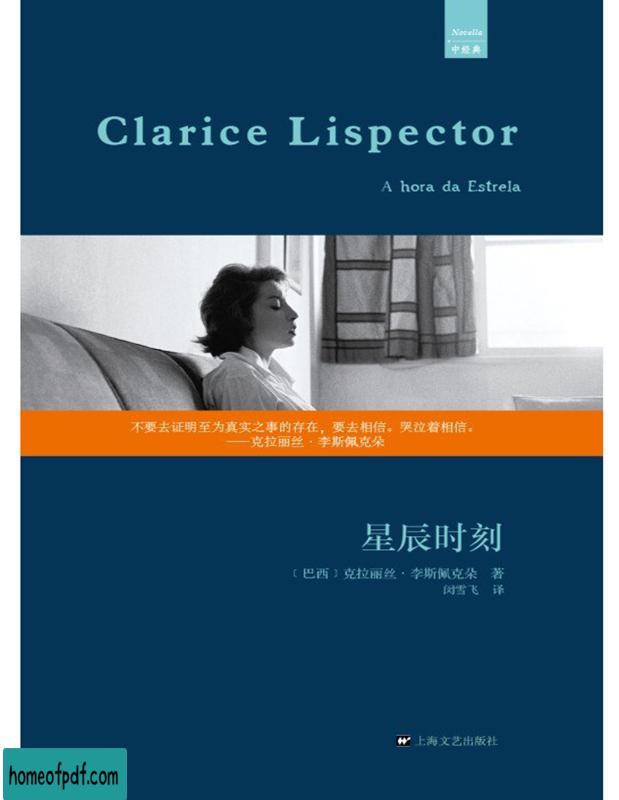 Novella
中经典
Clarice Lispector
A hora da Estrela
不要去证明至为真实之事的存在，要去相信。哭泣着相信。
——克拉丽丝·李斯佩克朵
星辰时刻
〔巴西〕克拉丽丝·李斯佩克朵 著
闵雪飞 译
上海文艺出版社
homeofpdf.com